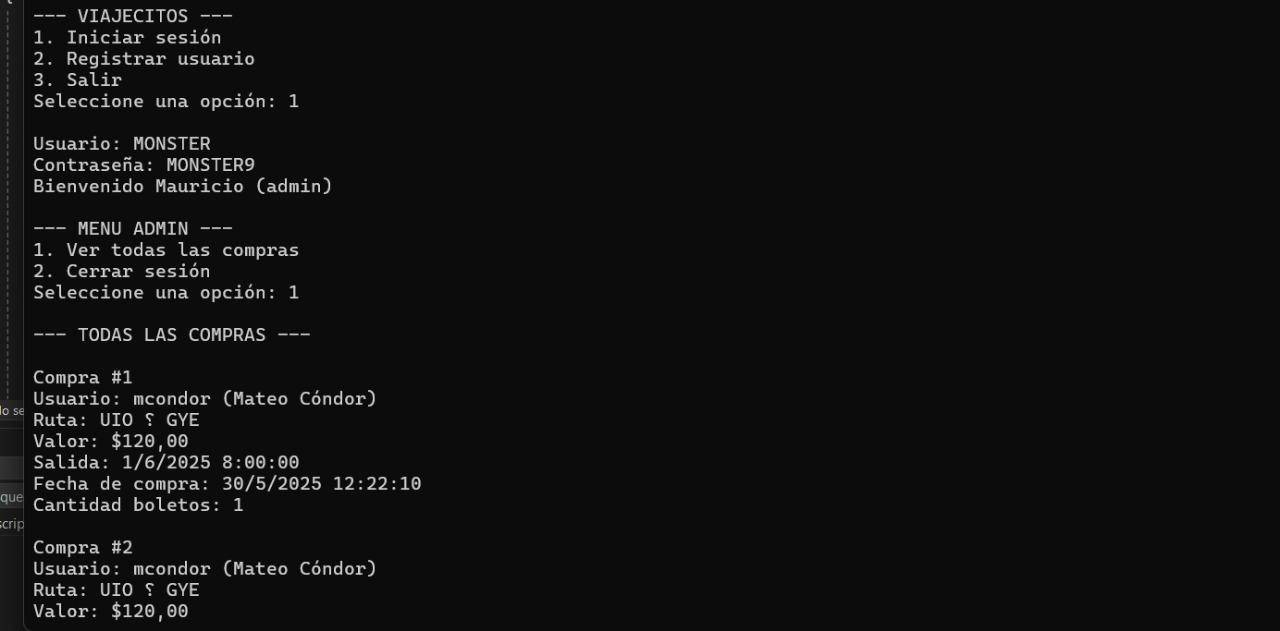 --- VIAJECITOS ---
1. Iniciar sesión
2. Registrar usuario
3. Salir
Seleccione una opción: 1
Usuario: MONSTER
Contraseña: MONSTER9
Bienvenido Mauricio (admin)
--- MENU ADMIN ---
1. Ver todas las compras
2. Cerrar sesión
Seleccione una opción: 1
--- TODAS LAS COMPRAS ---
Compra #1
Usuario: mcondor (Mateo Cóndor)
Ruta: UIO ⸮ GYE
Valor: $120,00
Salida: 1/6/2025 8:00:00
Fecha de compra: 30/5/2025 12:22:10
Cantidad boletos: 1
Compra #2
Usuario: mcondor (Mateo Cóndor)
Ruta: UIO ⸮ GYE
Valor: $120,00